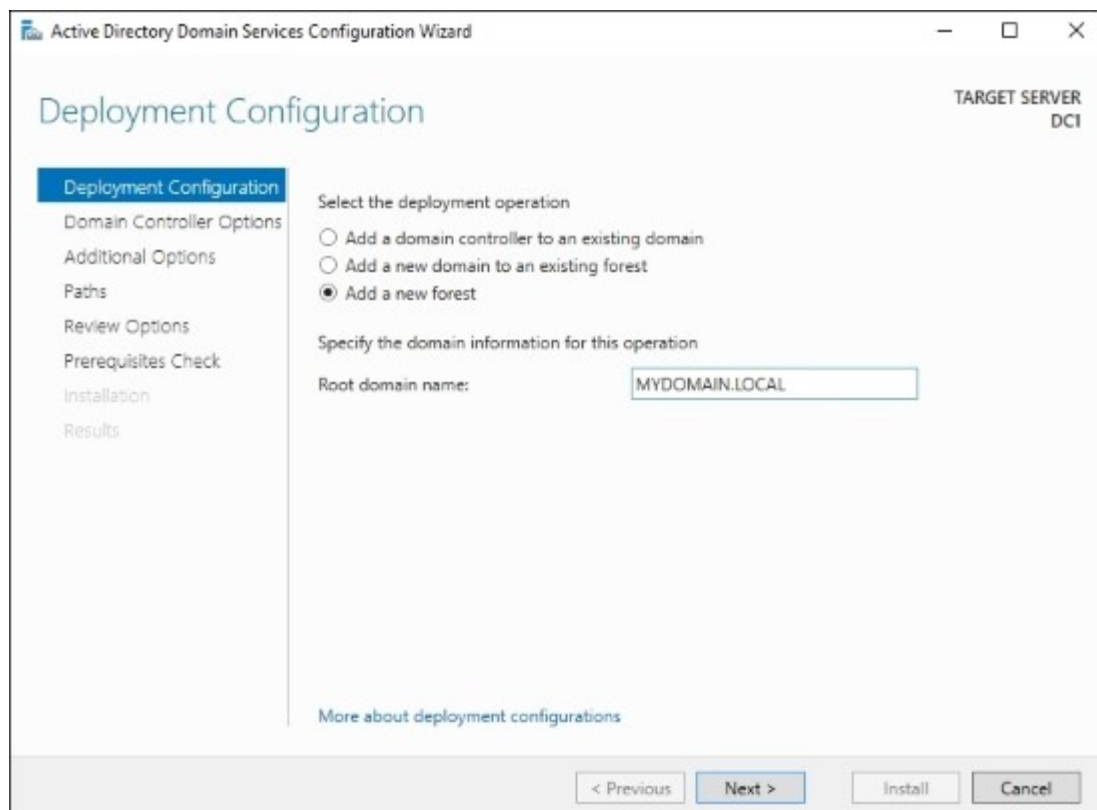 Active Directory Domain Services Configuration Wizard
Deployment Configuration
TARGET SERVER
DC1
Deployment Configuration
Domain Controller Options
Additional Options
Paths
Review Options
Prerequisites Check
Installation
Results
Select the deployment operation
Add a domain controller to an existing domain
Add a new domain to an existing forest
Add a new forest
Specify the domain information for this operation
Root domain name:
MYDOMAIN.LOCAL
More about deployment configurations
< Previous
Next >
Install
Cancel